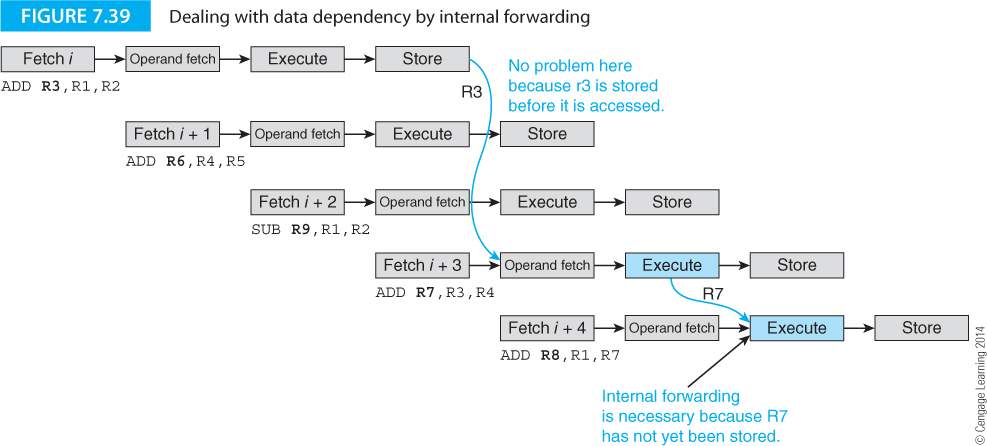 FIGURE 7.39 Dealing with data dependency by internal forwarding
Fetch i Operand fetch Execute Store
ADD R3,R1,R2
No problem here
because r3 is stored
before it is accessed.
R3
Fetch i + 1 Operand fetch Execute Store
ADD R6,R4,R5
Fetch i + 2 Operand fetch Execute Store
SUB R9,R1,R2
Fetch i + 3 Operand fetch Execute Store
ADD R7,R3,R4
R7
Fetch i + 4 Operand fetch Execute Store
ADD R8,R1,R7
Internal forwarding
is necessary because R7
has not yet been stored.
© Cengage Learning 2014